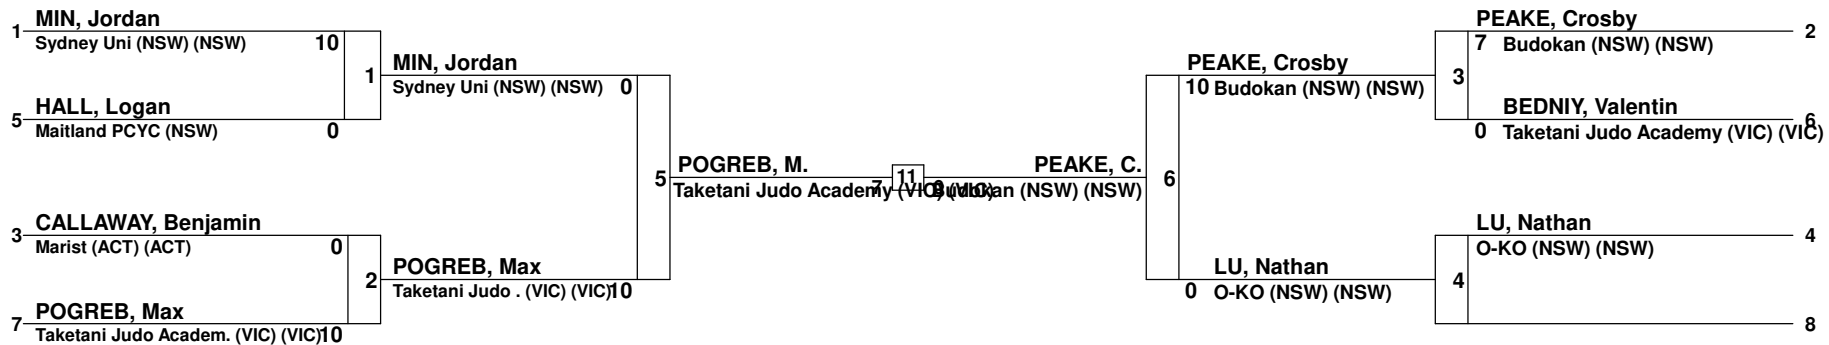 MIN, Jordan
1
Sydney Uni (NSW) (NSW) 10
1
MIN, Jordan
Sydney Uni (NSW) (NSW) 0
HALL, Logan
5
Maitland PCYC (NSW) 0
5
POGREB, M.
Taketani Judo Academy (VIC) (VIC)
7
11
CALLAWAY, Benjamin
3
Marist (ACT) (ACT) 0
2
POGREB, Max
Taketani Judo . (VIC) (VIC) 10
POGREB, Max
7
Taketani Judo Academ. (VIC) (VIC) 10
PEAKE, C.
Budokan (NSW) (NSW)
6
PEAKE, Crosby
10 Budokan (NSW) (NSW)
3
PEAKE, Crosby
2
7 Budokan (NSW) (NSW)
BEDNIY, Valentin
6
0 Taketani Judo Academy (VIC) (VIC)
LU, Nathan
0 O-KO (NSW) (NSW)
4
LU, Nathan
4
O-KO (NSW) (NSW)
8